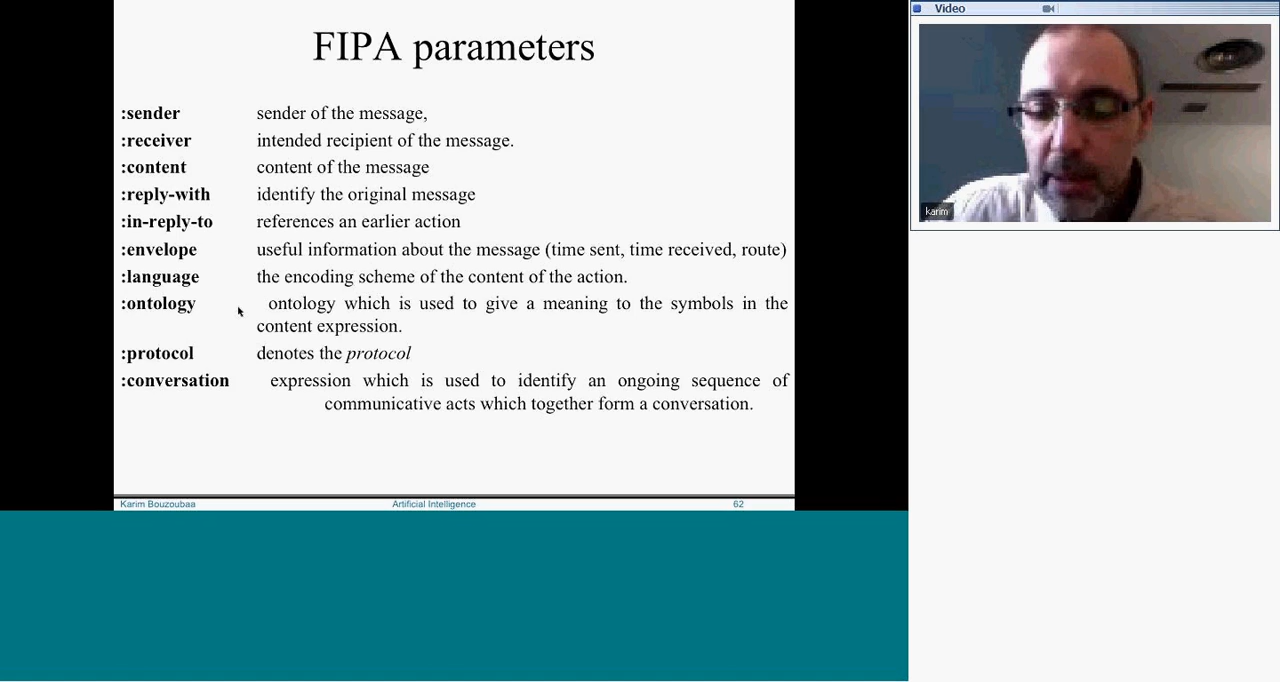 FIPA parameters
:sender sender of the message,
:receiver intended recipient of the message.
:content content of the message
:reply-with identify the original message
:in-reply-to references an earlier action
:envelope useful information about the message (time sent, time received, route)
:language the encoding scheme of the content of the action.
:ontology ontology which is used to give a meaning to the symbols in the
content expression.
:protocol denotes the protocol
:conversation expression which is used to identify an ongoing sequence of
communicative acts which together form a conversation.
Karim Bouzoubaa Artificial Intelligence 62
Video
karim